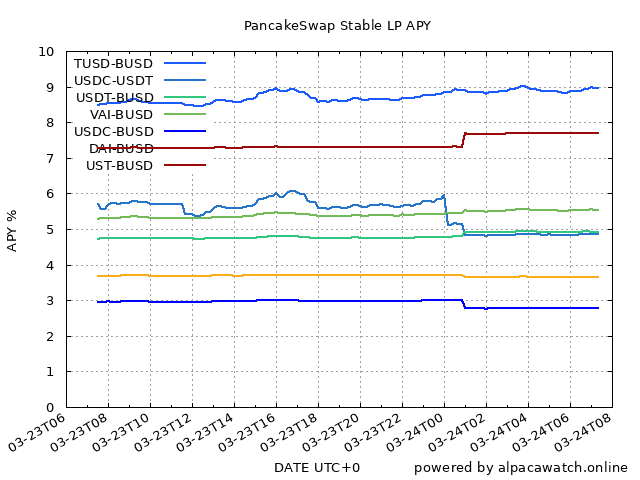 PancakeSwap Stable LP APY
10
9
8
7
6
5
4
3
2
1
0
APY %
TUSD-BUSD
USDC-USDT
USDT-BUSD
VAI-BUSD
USDC-BUSD
DAI-BUSD
UST-BUSD
03-23T06
03-23T08
03-23T10
03-23T12
03-23T14
03-23T16
03-23T18
03-23T20
03-23T22
03-24T00
03-24T02
03-24T04
03-24T06
03-24T08
DATE UTC+0
powered by alpacawatch.online